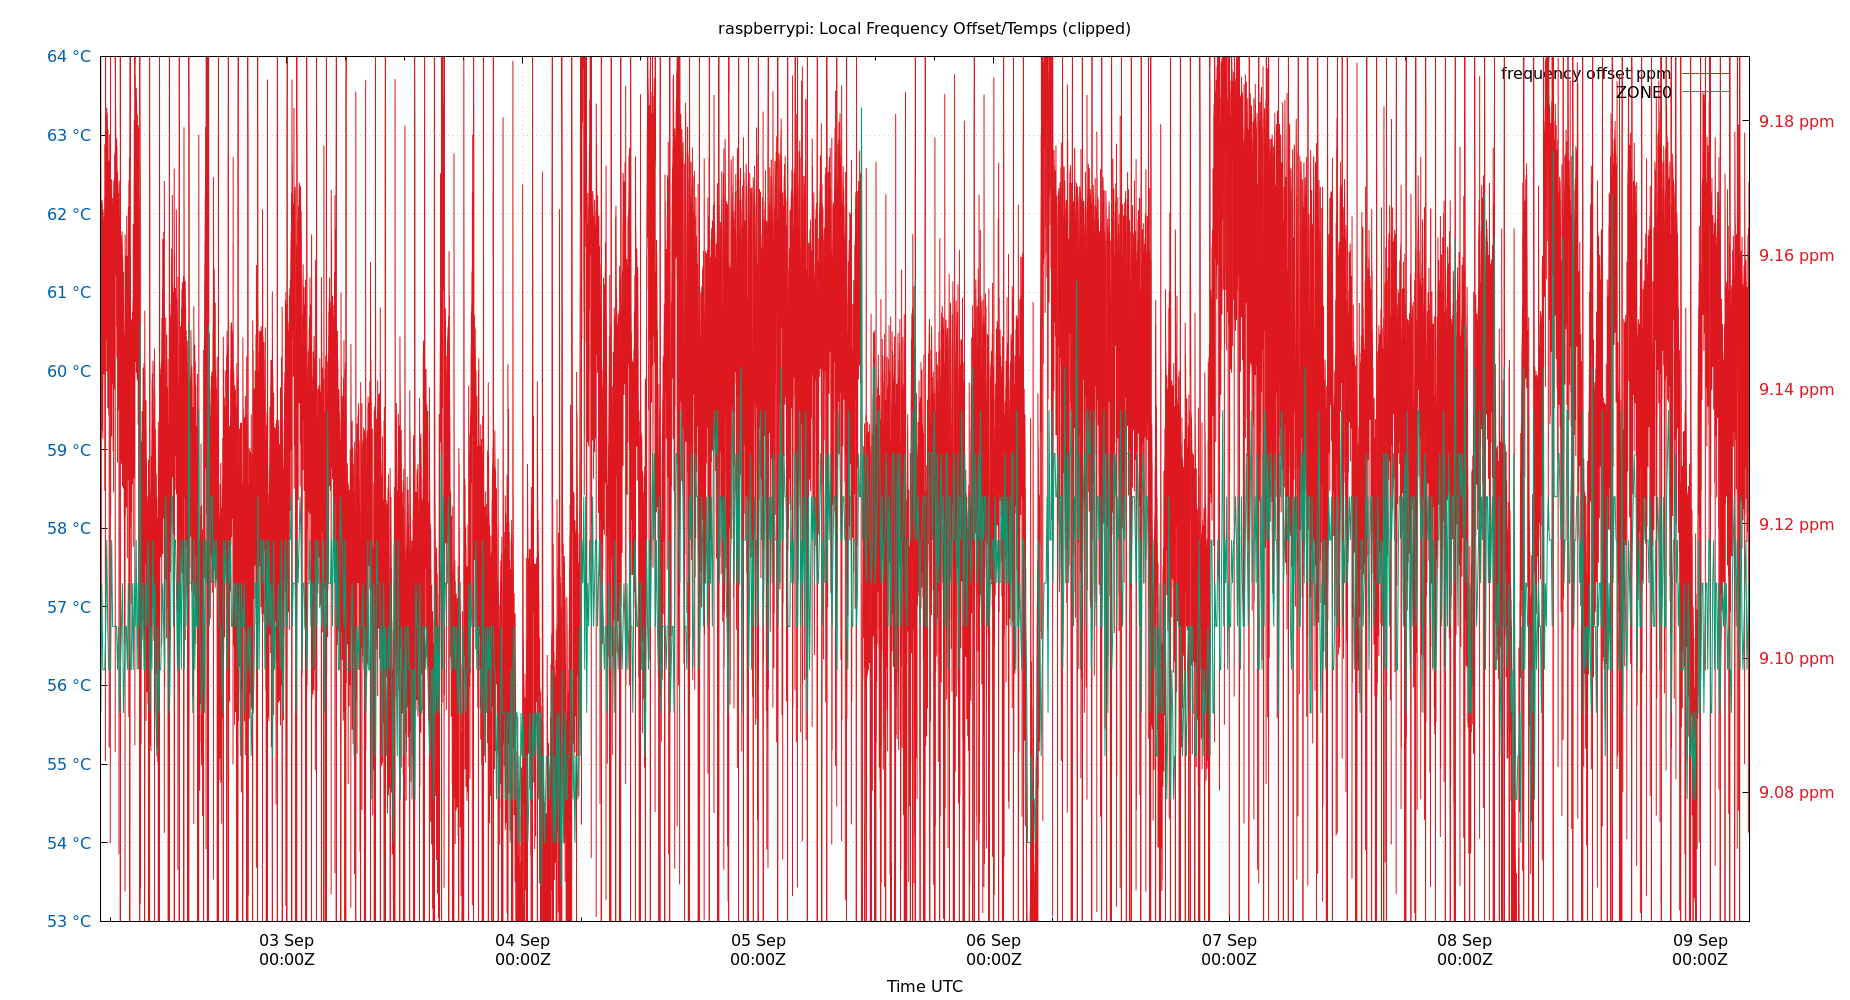 raspberrypi: Local Frequency Offset/Temps (clipped)
64 °C
63 °C
62 °C
61 °C
60 °C
59 °C
58 °C
57 °C
56 °C
55 °C
54 °C
53 °C
frequency offset ppm
ZONE0
9.18 ppm
9.16 ppm
9.14 ppm
9.12 ppm
9.10 ppm
9.08 ppm
03 Sep
00:00Z
04 Sep
00:00Z
05 Sep
00:00Z
06 Sep
00:00Z
07 Sep
00:00Z
08 Sep
00:00Z
09 Sep
00:00Z
Time UTC